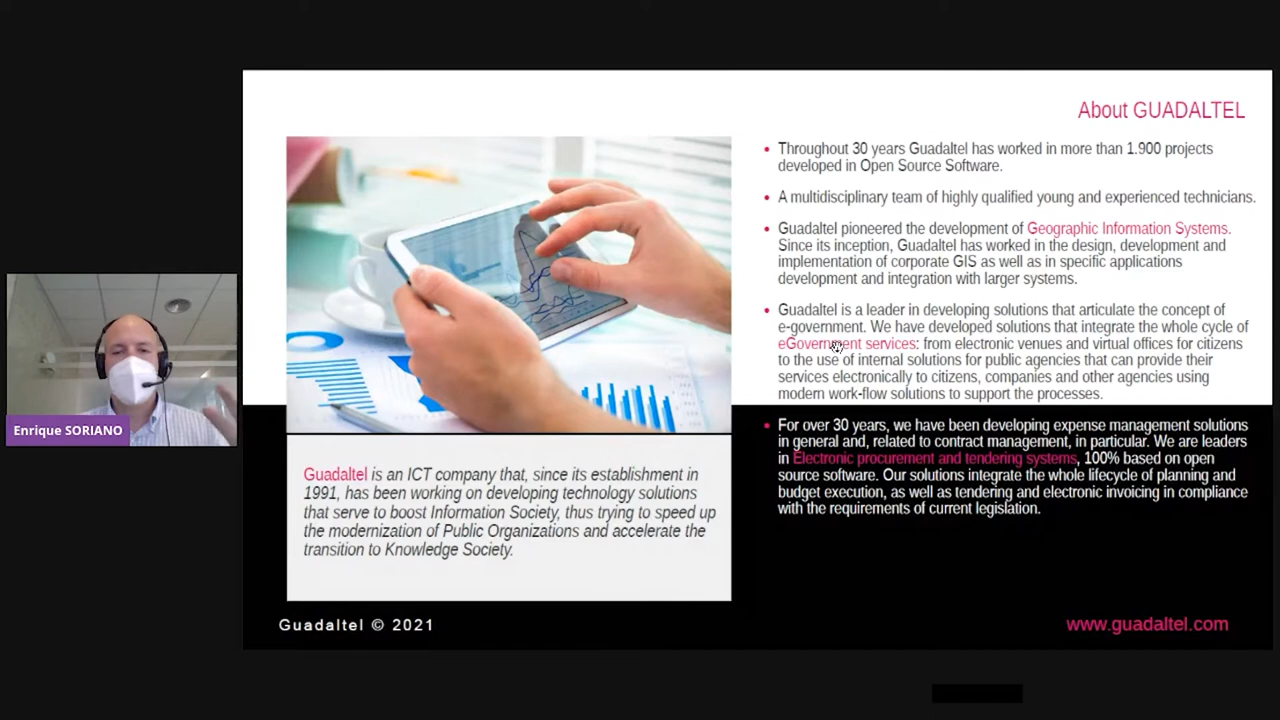 About GUADALTEL
Throughout 30 years Guadaltel has worked in more than 1.900 projects
developed in Open Source Software.
A multidisciplinary team of highly qualified young and experienced technicians.
Guadaltel pioneered the development of Geographic Information Systems.
Since its inception, Guadaltel has worked in the design, development and
implementation of corporate GIS as well as in specific applications
development and integration with larger systems.
Guadaltel is a leader in developing solutions that articulate the concept of
e-government. We have developed solutions that integrate the whole cycle of
eGovernment services: from electronic venues and virtual offices for citizens
to the use of internal solutions for public agencies that can provide their
services electronically to citizens, companies and other agencies using
modern work-flow solutions to support the processes.
For over 30 years, we have been developing expense management solutions
in general and, related to contract management, in particular. We are leaders
in Electronic procurement and tendering systems, 100% based on open
source software. Our solutions integrate the whole lifecycle of planning and
budget execution, as well as tendering and electronic invoicing in compliance
with the requirements of current legislation.
Enrique SORIANO
Guadaltel is an ICT company that, since its establishment in
1991, has been working on developing technology solutions
that serve to boost Information Society, thus trying to speed up
the modernization of Public Organizations and accelerate the
transition to Knowledge Society.
Guadaltel © 2021
www.guadaltel.com